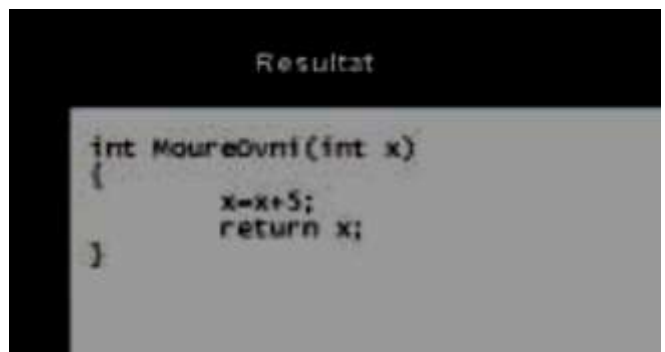 Resultat
int MoureOvni(int x)
{
x=x+5;
return x;
}